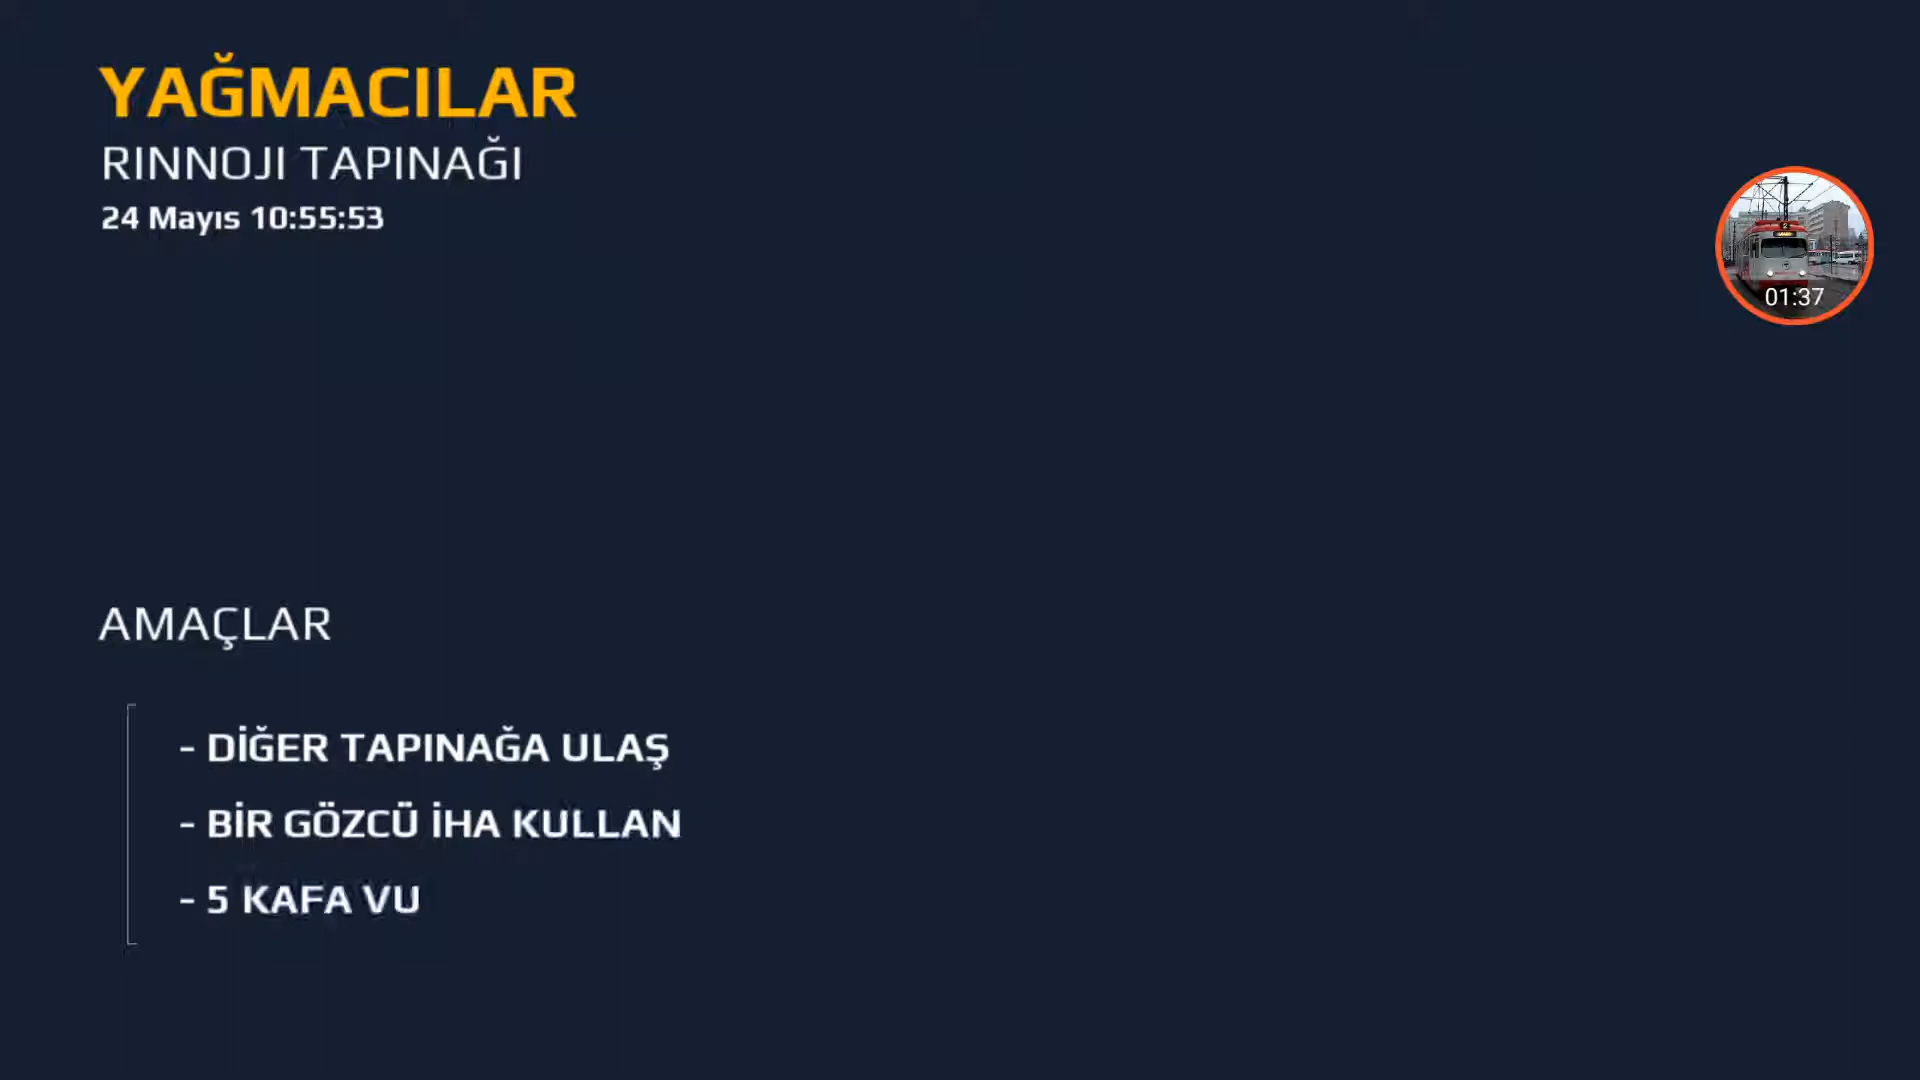 YAĞMACILAR
RINNOJI TAPINAĞI
24 Mayıs 10:55:53
01:37
AMAÇLAR
- DİĞER TAPINAĞA ULAŞ
- BİR GÖZCÜ İHA KULLAN
- 5 KAFA VU